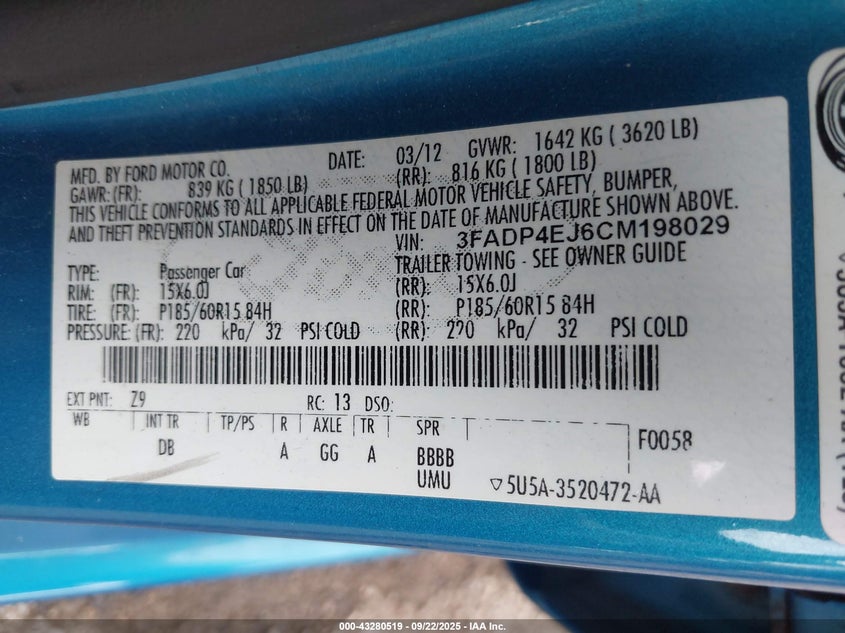 MFD. BY FORD MOTOR CO. DATE: 03/12 GVWR: 1642 KG ( 3620 LB)
GAWR: (FR): 839 KG ( 1850 LB) (RR): 816 KG ( 1800 LB)
THIS VEHICLE CONFORMS TO ALL APPLICABLE FEDERAL MOTOR VEHICLE SAFETY, BUMPER,
AND THEFT PREVENTION STANDARDS IN EFFECT ON THE DATE OF MANUFACTURE SHOWN ABOVE.
VIN: 3FADP4EJ6CM198029
TYPE: Passenger Car TRAILER TOWING - SEE OWNER GUIDE
RIM: (FR): 15X6.0J (RR): 15X6.0J
TIRE: (FR): P185/60R15 84H (RR): P185/60R15 84H
PRESSURE: (FR): 220 kPa/ 32 PSI COLD (RR): 220 kPa/ 32 PSI COLD
EXT PNT: Z9 RC: 13 DSO:
WB INT TR TP/PS R AXLE TR SPR F0058
DB A GG A BBBB
UMU ▽5U5A-3520472-AA
000-43280519 - 09/22/2025 - IAA Inc.